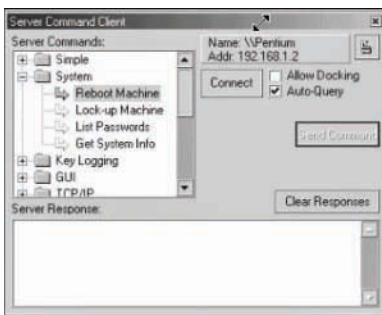 Server Command Client
Server Commands:
Simple
System
Reboot Machine
Lock-up Machine
List Passwords
Get System Info
Key Logging
GUI
TCP/IP
Name: \\Pentium
Addr: 192.168.1.2
Connect
Allow Docking
Auto-Query
Send Command
Clear Responses
Server Response: